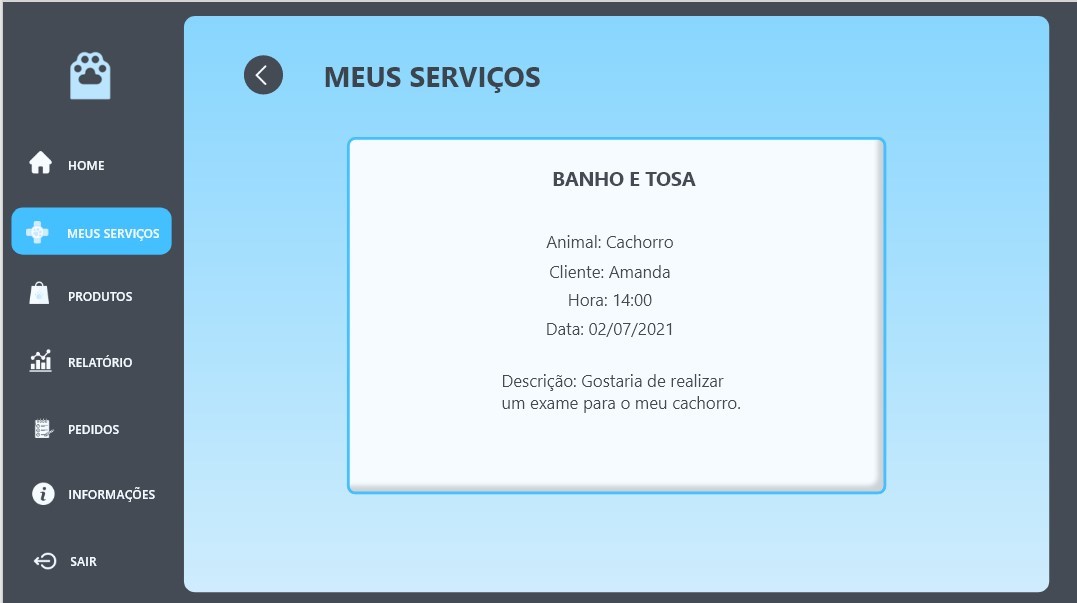 MEUS SERVIÇOS
HOME
MEUS SERVIÇOS
PRODUTOS
RELATÓRIO
PEDIDOS
INFORMAÇÕES
SAIR
BANHO E TOSA
Animal: Cachorro
Cliente: Amanda
Hora: 14:00
Data: 02/07/2021
Descrição: Gostaria de realizar
um exame para o meu cachorro.